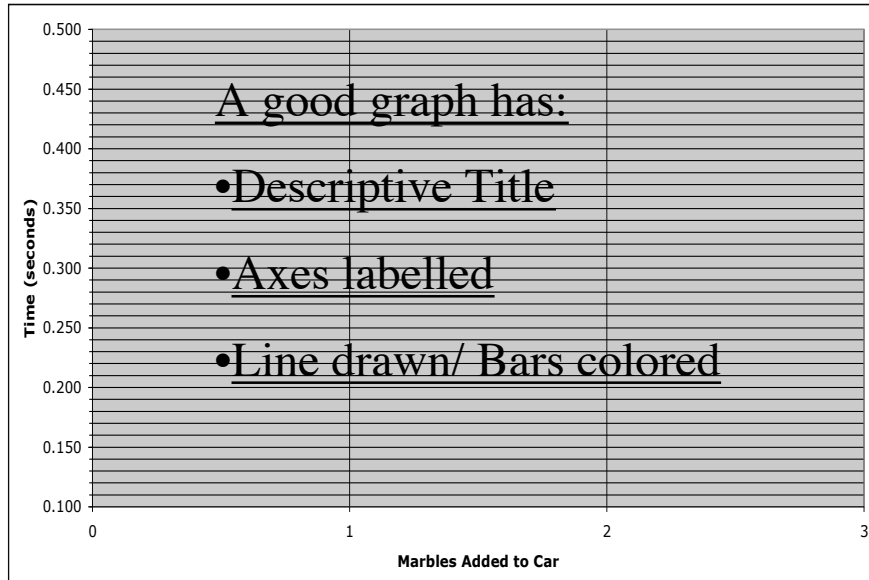 0.500
0.450
A good graph has:
0.400
•Descriptive Title
0.350
Time (seconds)
0.300
•Axes labelled
0.250
•Line drawn/ Bars colored
0.200
0.150
0.100
0 1 2 3
Marbles Added to Car